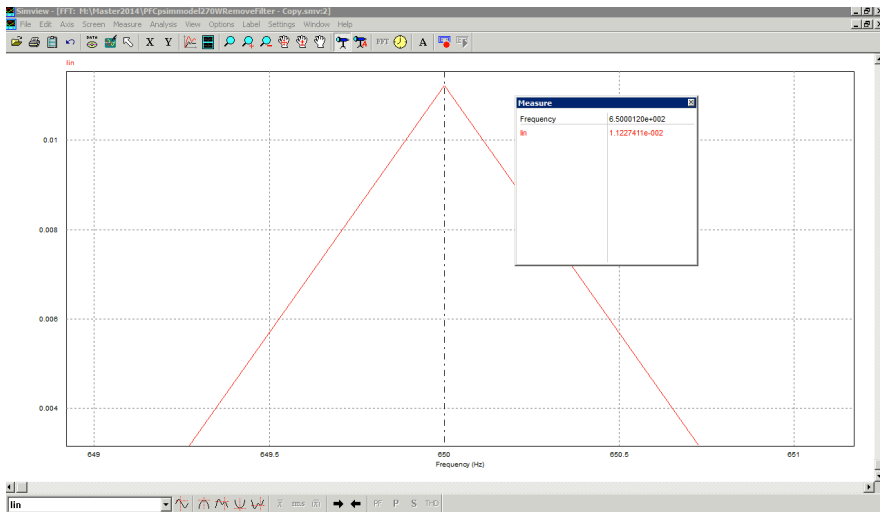 Simview - [FFT: M:\Master2014\PFCpsimmodel270WRemoveFilter - Copy.smv:2]
File Edit Axis Screen Measure Analysis View Options Label Settings Window Help
DATA X Y FFT A
Iin
Measure
Frequency 6.5000120e+002
Iin 1.1227411e-002
0.01
0.008
0.006
0.004
649 649.5 650 650.5 651
Frequency (Hz)
Iin x rms |x| PF P S THD